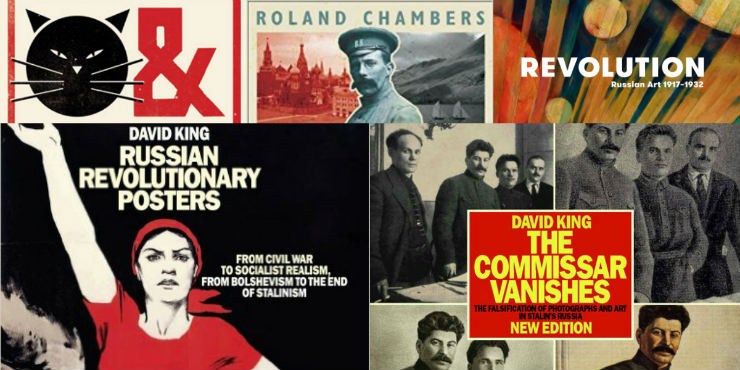 &
ROLAND CHAMBERS
REVOLUTION
Russian Art 1917–1932
DAVID KING
RUSSIAN
REVOLUTIONARY
POSTERS
FROM CIVIL WAR
TO SOCIALIST REALISM,
FROM BOLSHEVISM TO THE END
OF STALINISM
DAVID KING
THE
COMMISSAR
VANISHES
THE FALSIFICATION OF PHOTOGRAPHS AND ART
IN STALIN'S RUSSIA
NEW EDITION